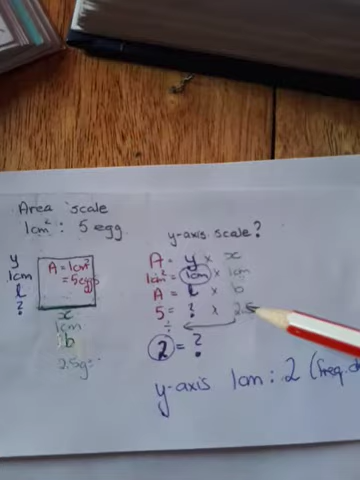 Area scale
1cm²: 5 egg
y
1cm
l
?
A = 1cm²
= 5eggs
x
1cm
b
2.5g
y-axis scale?
A = y × x
1cm² = 1cm × 1cm
A = l × b
5 = ? × 2.5
÷
2 = ?
y-axis 1cm : 2 (freq.d